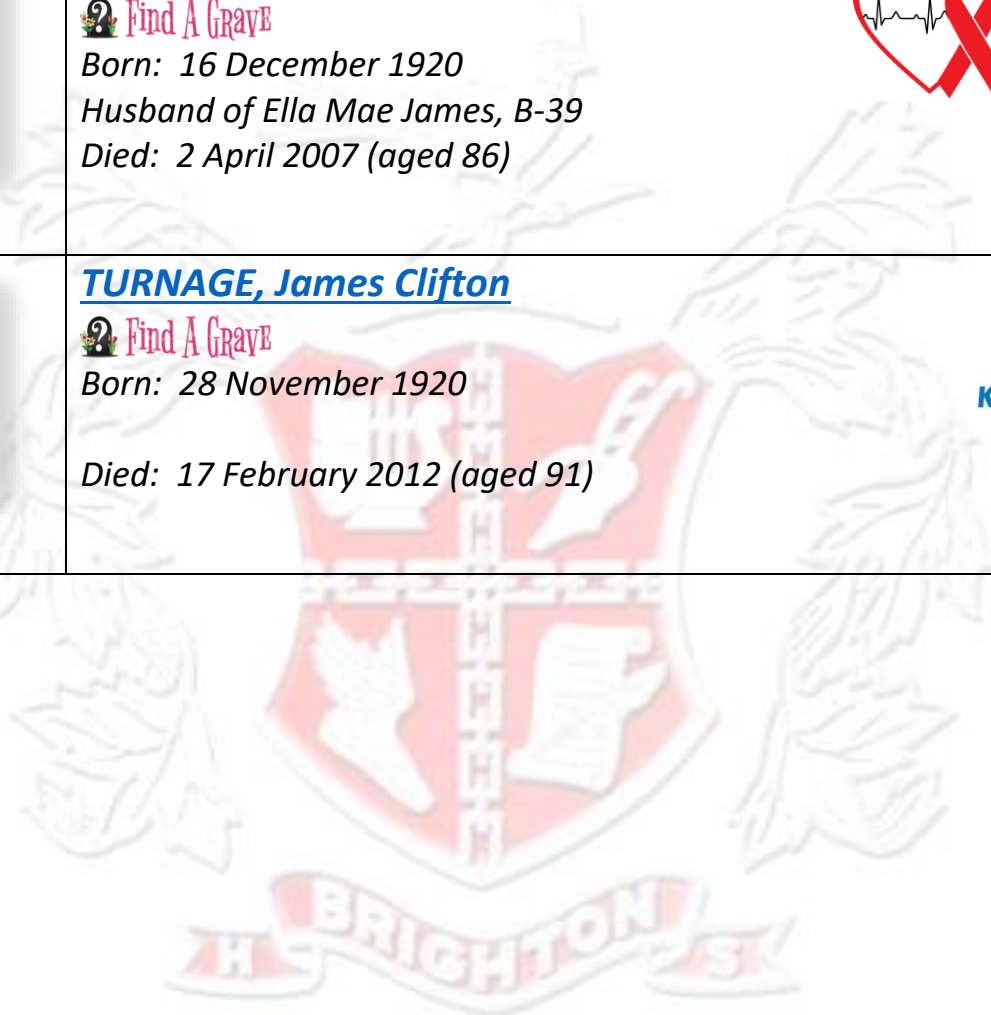 Find A Grave
Born: 16 December 1920
Husband of Ella Mae James, B-39
Died: 2 April 2007 (aged 86)
TURNAGE, James Clifton
Find A Grave
Born: 28 November 1920
K
Died: 17 February 2012 (aged 91)
BRIGHTON
H S